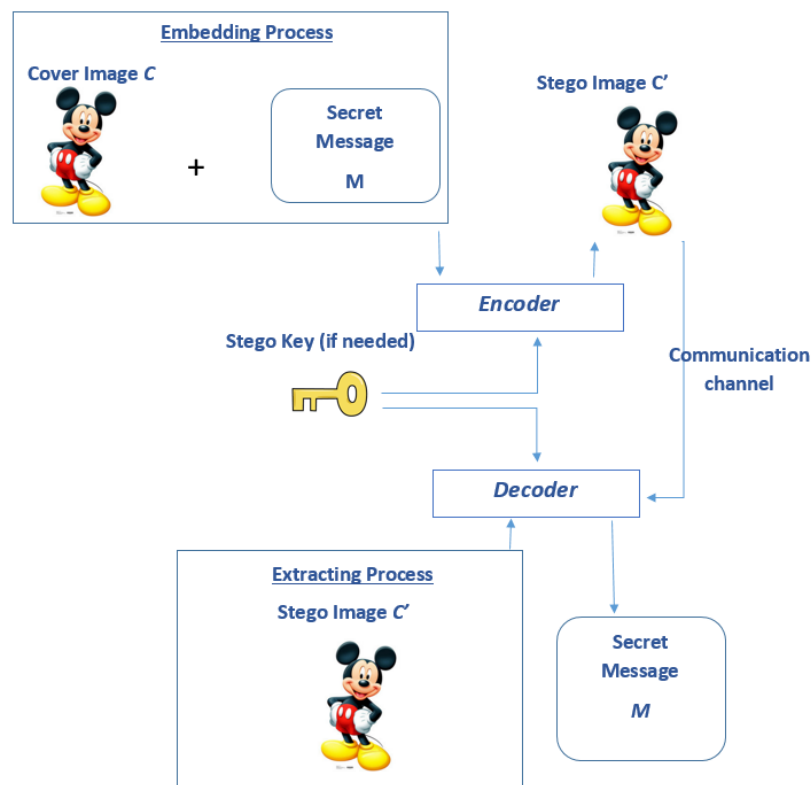 Embedding Process
Cover Image C
Stego Image C’
Secret
Message
M
+
Encoder
Stego Key (if needed)
Communication
channel
Decoder
Extracting Process
Stego Image C’
Secret
Message
M